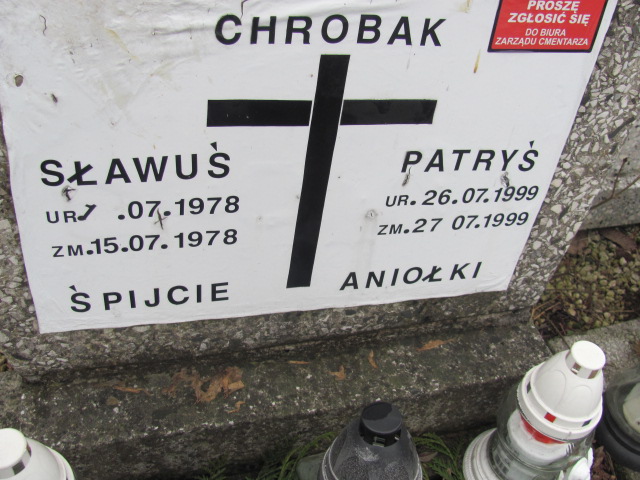 CHROBAK
PROSZĘ
ZGŁOSIĆ SIĘ
DO BIURA
ZARZĄDU CMENTARZA
SŁAWUŚ
UR. .07.1978
ZM.15.07.1978
PATRYŚ
UR. 26.07.1999
ZM.27 07.1999
ŚPIJCIE ANIOŁKI